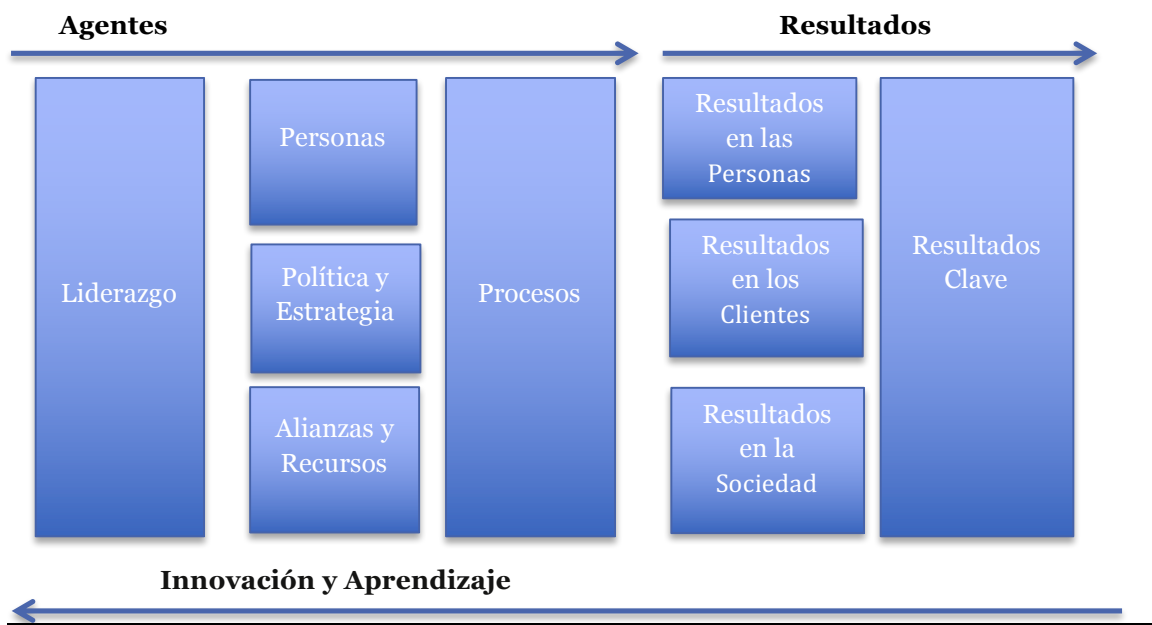 Agentes
Resultados
Liderazgo
Personas
Política y
Estrategia
Alianzas y
Recursos
Procesos
Resultados
en las
Personas
Resultados
en los
Clientes
Resultados
en la
Sociedad
Resultados
Clave
Innovación y Aprendizaje